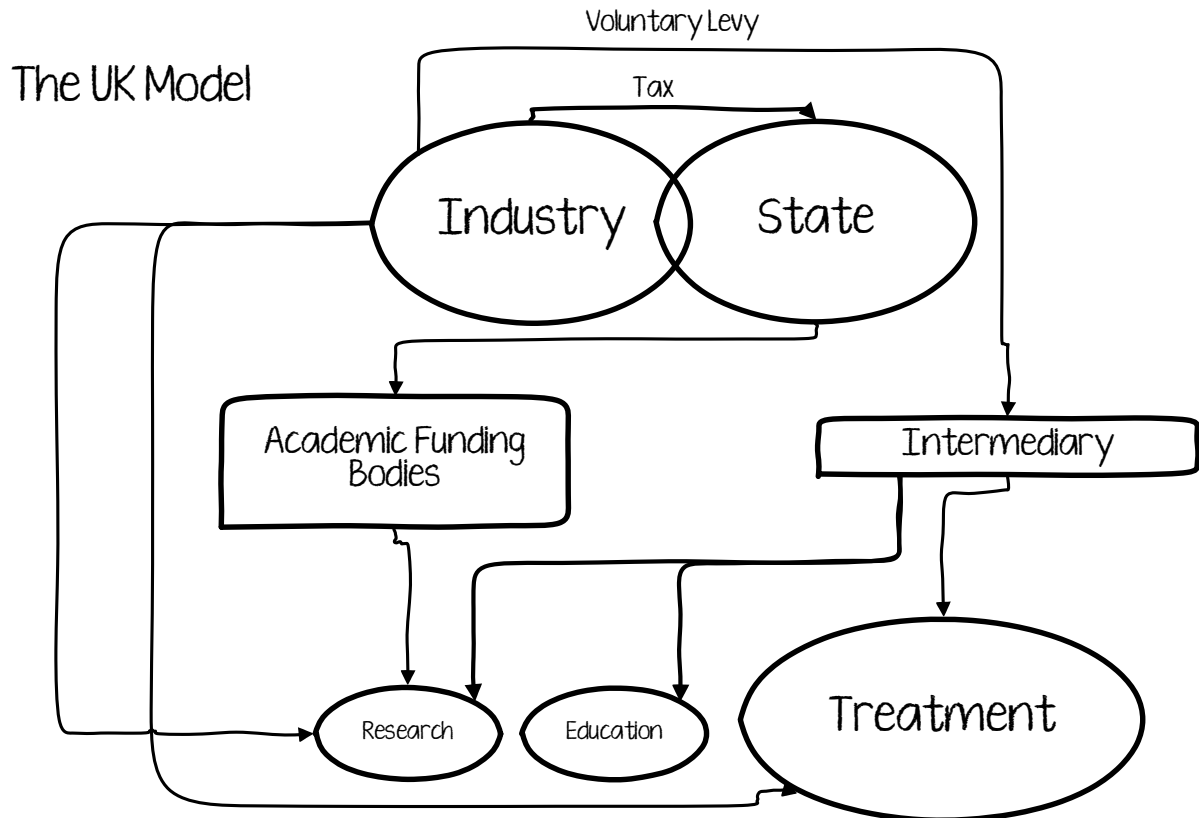 Voluntary Levy
The UK Model
Tax
Industry
State
Academic Funding
Bodies
Intermediary
Research
Education
Treatment